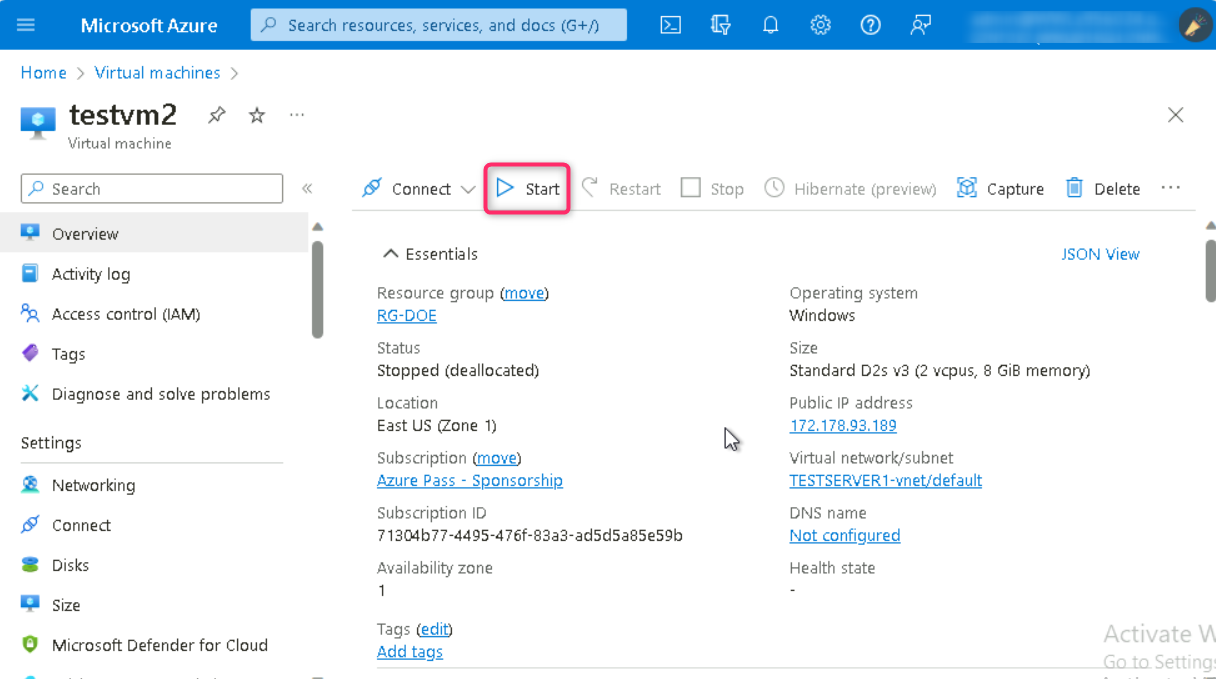 Microsoft Azure
Search resources, services, and docs (G+/)
Home > Virtual machines >
testvm2
Virtual machine
Search
Connect Start Restart Stop Hibernate (preview) Capture Delete
Overview
Activity log
Access control (IAM)
Tags
Diagnose and solve problems
Settings
Networking
Connect
Disks
Size
Microsoft Defender for Cloud
Essentials
JSON View
Resource group (move)
RG-DOE
Status
Stopped (deallocated)
Location
East US (Zone 1)
Subscription (move)
Azure Pass - Sponsorship
Subscription ID
71304b77-4495-476f-83a3-ad5d5a85e59b
Availability zone
1
Tags (edit)
Add tags
Operating system
Windows
Size
Standard D2s v3 (2 vcpus, 8 GiB memory)
Public IP address
172.178.93.189
Virtual network/subnet
TESTSERVER1-vnet/default
DNS name
Not configured
Health state
-
Activate W
Go to Settings